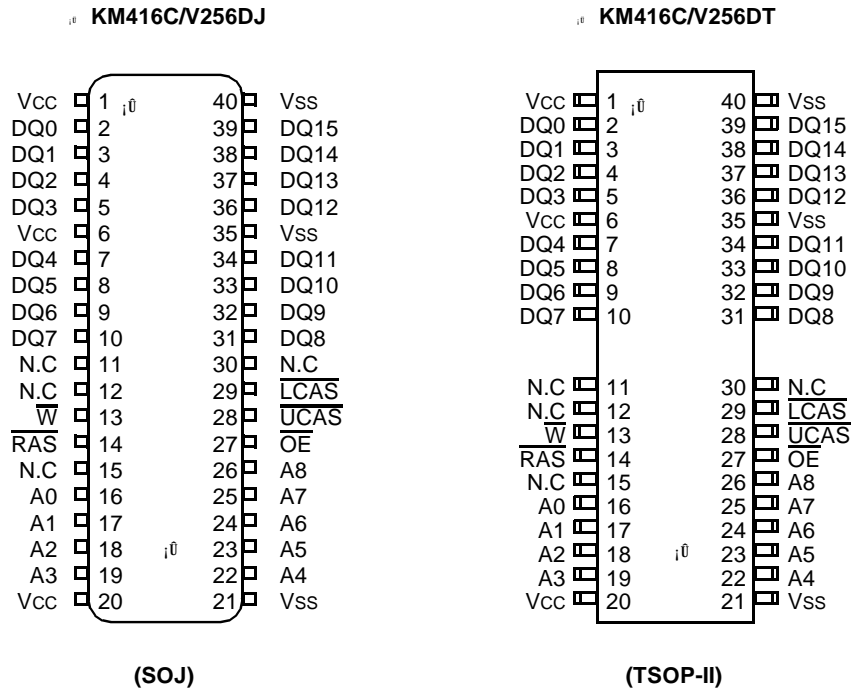 ¡Û KM416C/V256DJ
VCC 1 ¡Û 40 VSS
DQ0 2 39 DQ15
DQ1 3 38 DQ14
DQ2 4 37 DQ13
DQ3 5 36 DQ12
VCC 6 35 VSS
DQ4 7 34 DQ11
DQ5 8 33 DQ10
DQ6 9 32 DQ9
DQ7 10 31 DQ8
N.C 11 30 N.C
N.C 12 29 LCAS
W 13 28 UCAS
RAS 14 27 OE
N.C 15 26 A8
A0 16 25 A7
A1 17 24 A6
A2 18 ¡Û 23 A5
A3 19 22 A4
VCC 20 21 VSS
(SOJ)
¡Û KM416C/V256DT
VCC 1 ¡Û 40 VSS
DQ0 2 39 DQ15
DQ1 3 38 DQ14
DQ2 4 37 DQ13
DQ3 5 36 DQ12
VCC 6 35 VSS
DQ4 7 34 DQ11
DQ5 8 33 DQ10
DQ6 9 32 DQ9
DQ7 10 31 DQ8
N.C 11 30 N.C
N.C 12 29 LCAS
W 13 28 UCAS
RAS 14 27 OE
N.C 15 26 A8
A0 16 25 A7
A1 17 24 A6
A2 18 ¡Û 23 A5
A3 19 22 A4
VCC 20 21 VSS
(TSOP-II)